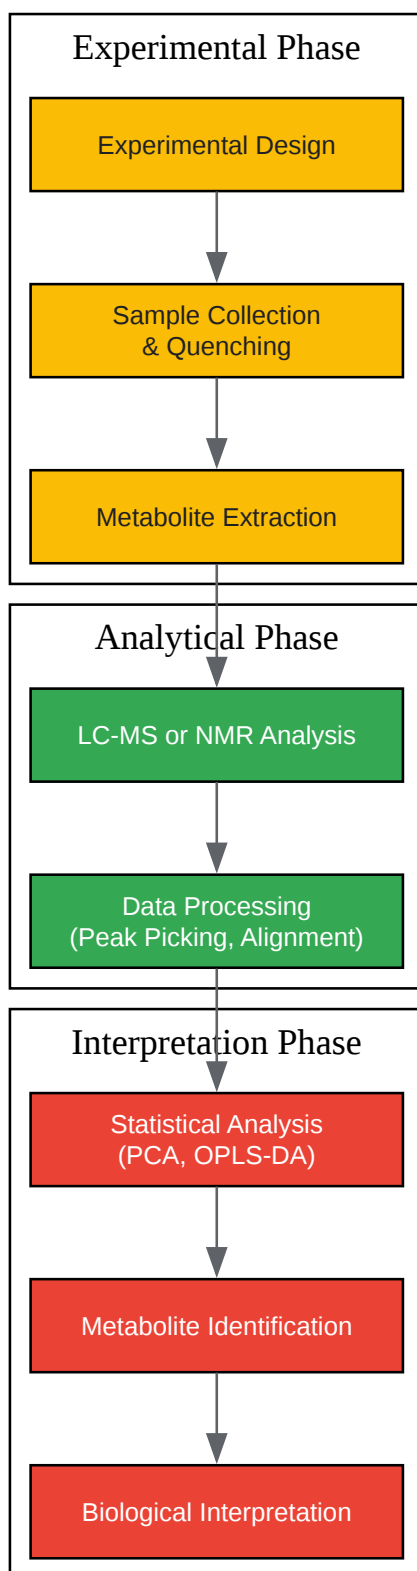 Experimental Phase
Experimental Design
Sample Collection
& Quenching
Metabolite Extraction
Analytical Phase
LC-MS or NMR Analysis
Data Processing
(Peak Picking, Alignment)
Interpretation Phase
Statistical Analysis
(PCA, OPLS-DA)
Metabolite Identification
Biological Interpretation